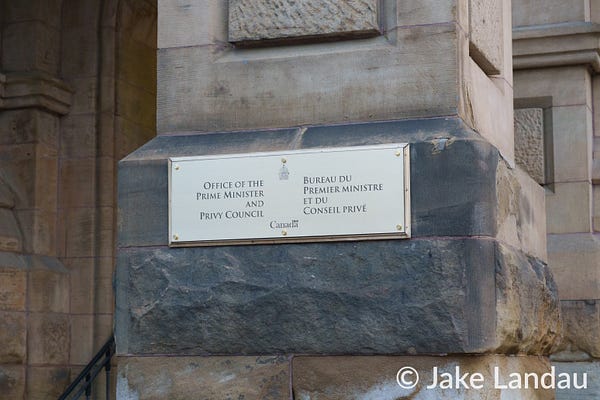 Office of the
Prime Minister
and
Privy Council
Bureau du
Premier ministre
et du
Conseil privé
Canada
© Jake Landau